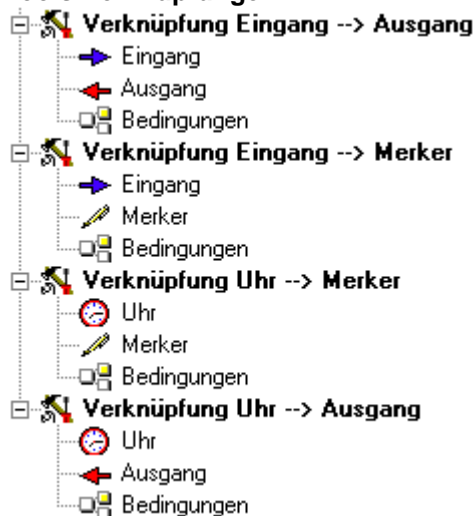 Verknüpfung Eingang --> Ausgang
Eingang
Ausgang
Bedingungen
Verknüpfung Eingang --> Merker
Eingang
Merker
Bedingungen
Verknüpfung Uhr --> Merker
Uhr
Merker
Bedingungen
Verknüpfung Uhr --> Ausgang
Uhr
Ausgang
Bedingungen